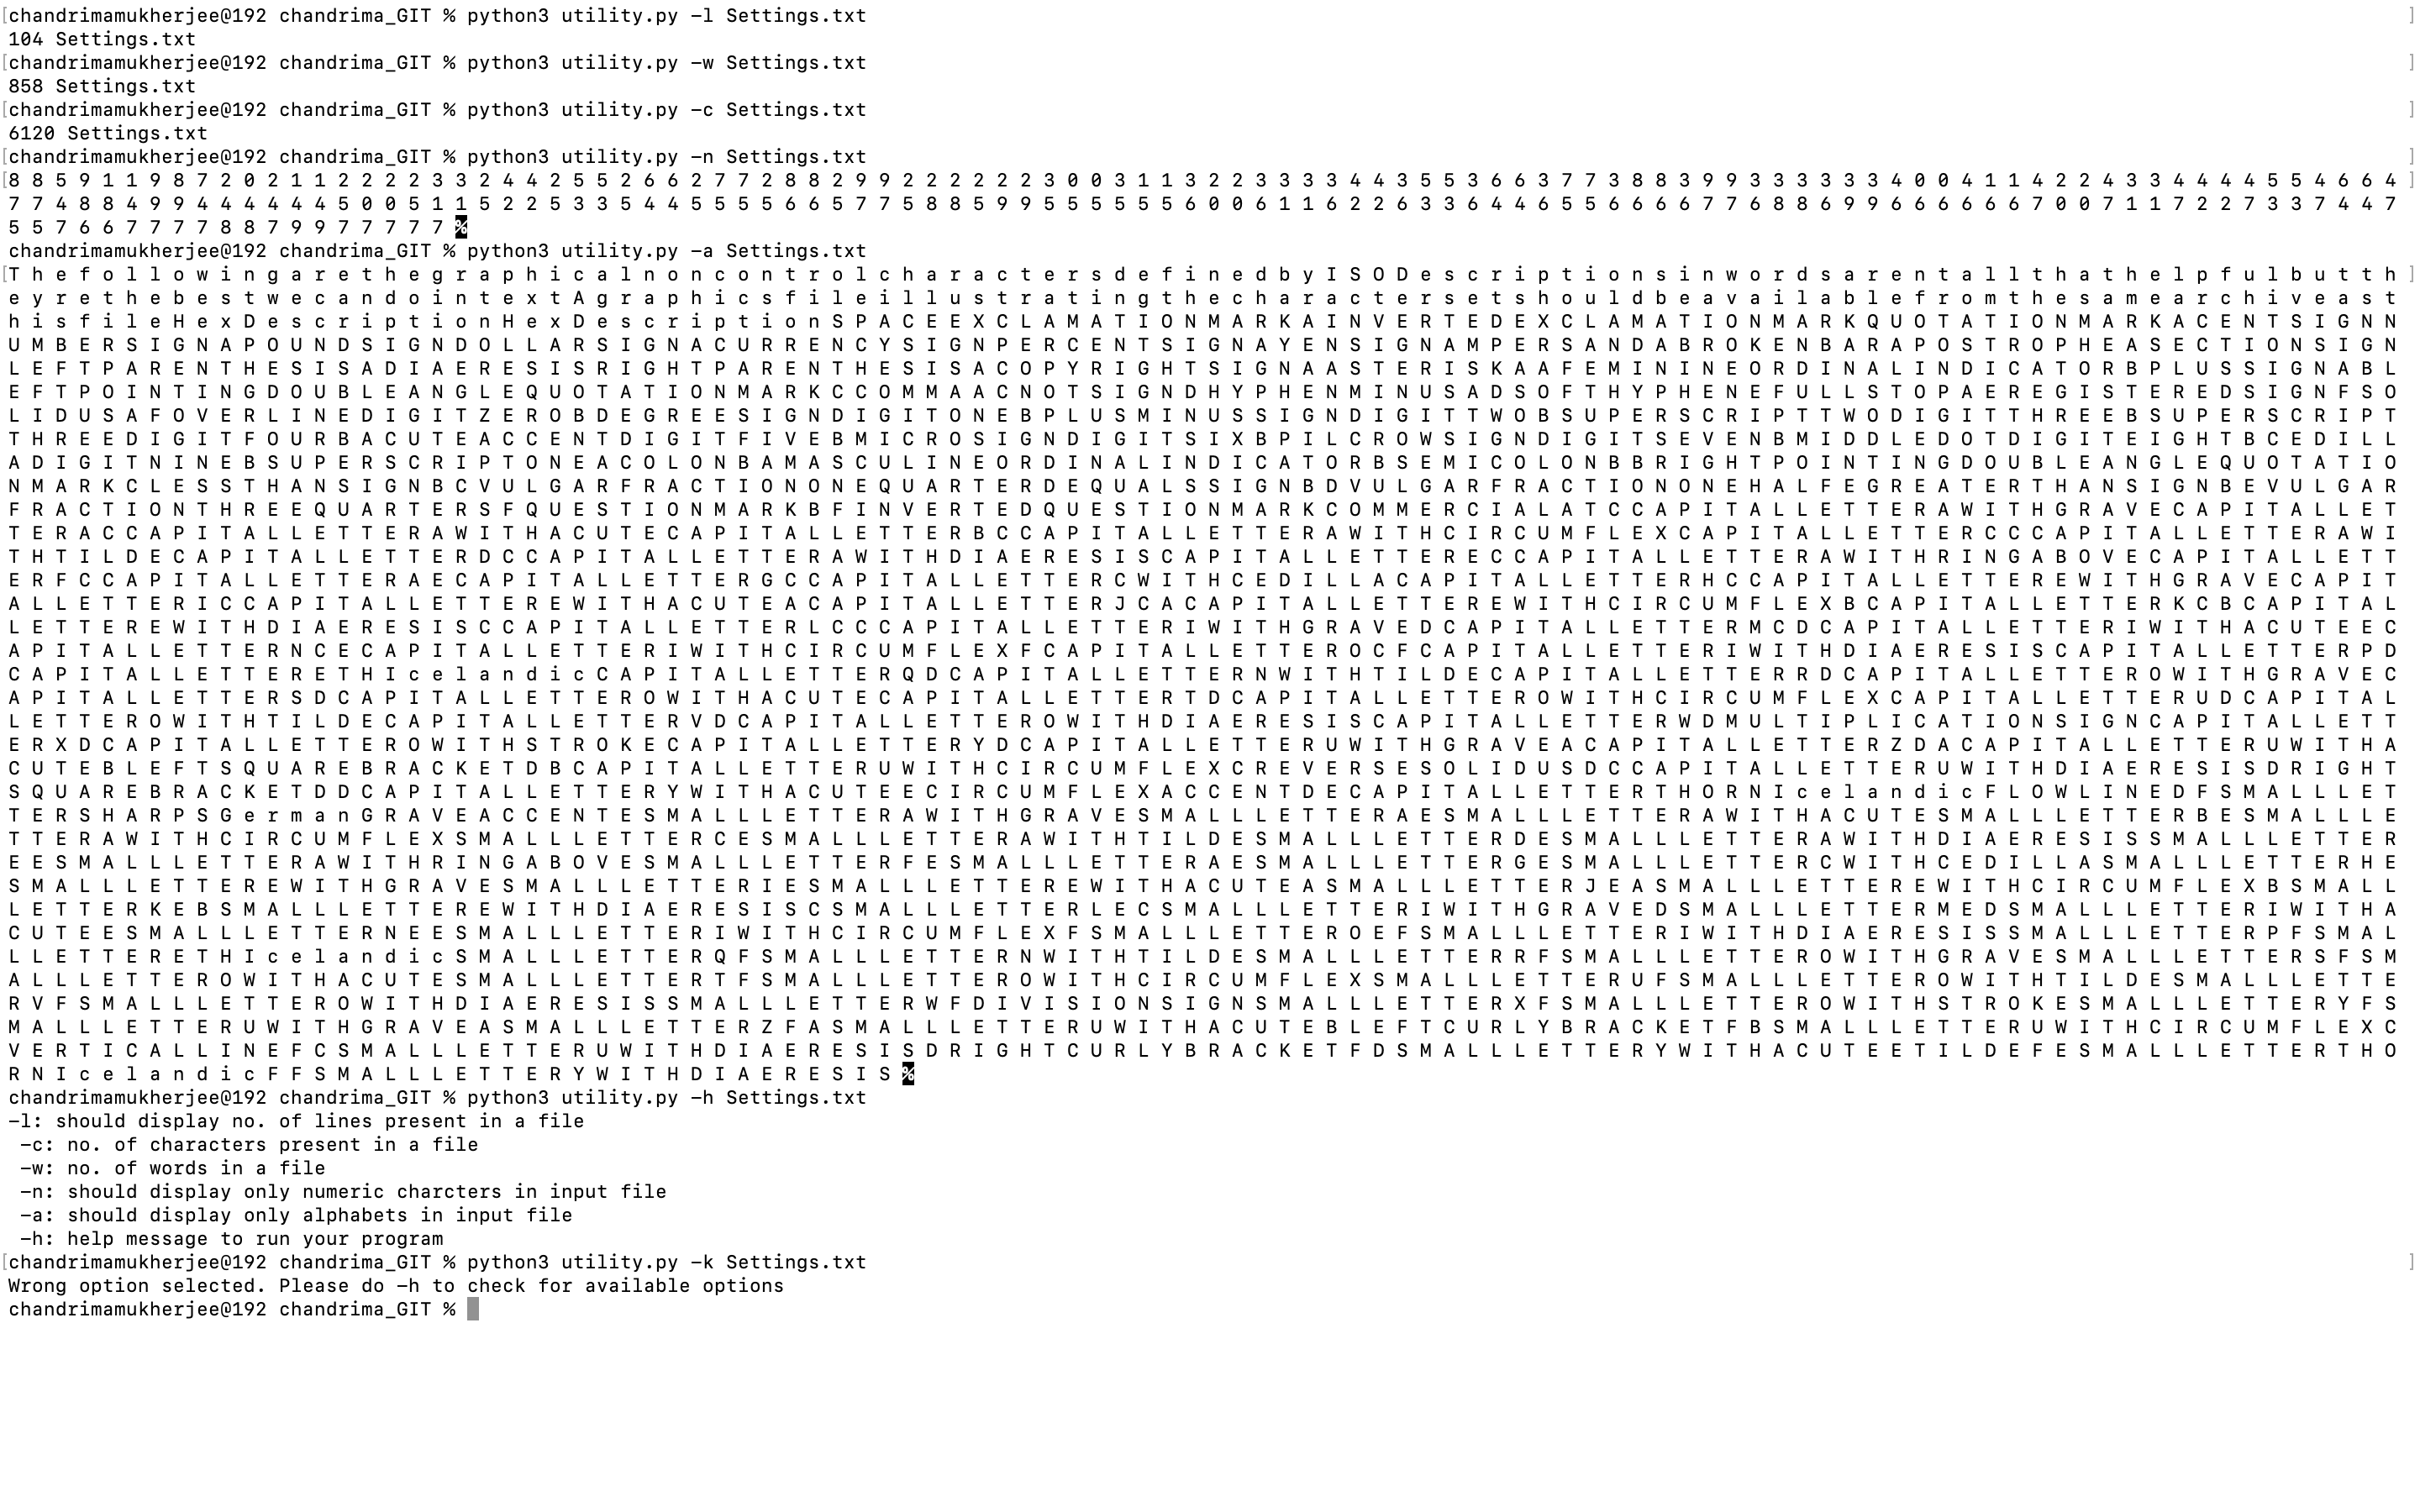 [chandrimamukherjee@192 chandrima_GIT % python3 utility.py -l Settings.txt ]
104 Settings.txt
[chandrimamukherjee@192 chandrima_GIT % python3 utility.py -w Settings.txt ]
858 Settings.txt
[chandrimamukherjee@192 chandrima_GIT % python3 utility.py -c Settings.txt ]
6120 Settings.txt
[chandrimamukherjee@192 chandrima_GIT % python3 utility.py -n Settings.txt ]
[8 8 5 9 1 1 9 8 7 2 0 2 1 1 2 2 2 2 3 3 2 4 4 2 5 5 2 6 6 2 7 7 2 8 8 2 9 9 2 2 2 2 2 2 3 0 0 3 1 1 3 2 2 3 3 3 3 4 4 3 5 5 3 6 6 3 7 7 3 8 8 3 9 9 3 3 3 3 3 3 4 0 0 4 1 1 4 2 2 4 3 3 4 4 4 4 5 5 4 6 6 4 ]
7 7 4 8 8 4 9 9 4 4 4 4 4 4 5 0 0 5 1 1 5 2 2 5 3 3 5 4 4 5 5 5 5 6 6 5 7 7 5 8 8 5 9 9 5 5 5 5 5 5 6 0 0 6 1 1 6 2 2 6 3 3 6 4 4 6 5 5 6 6 6 6 7 7 6 8 8 6 9 9 6 6 6 6 6 6 7 0 0 7 1 1 7 2 2 7 3 3 7 4 4 7
5 5 7 6 6 7 7 7 7 8 8 7 9 9 7 7 7 7 7 %
chandrimamukherjee@192 chandrima_GIT % python3 utility.py -a Settings.txt
[T h e f o l l o w i n g a r e t h e g r a p h i c a l n o n c o n t r o l c h a r a c t e r s d e f i n e d b y I S O D e s c r i p t i o n s i n w o r d s a r e n t a l l t h a t h e l p f u l b u t t h ]
e y r e t h e b e s t w e c a n d o i n t e x t A g r a p h i c s f i l e i l l u s t r a t i n g t h e c h a r a c t e r s e t s h o u l d b e a v a i l a b l e f r o m t h e s a m e a r c h i v e a s t
h i s f i l e H e x D e s c r i p t i o n H e x D e s c r i p t i o n S P A C E E X C L A M A T I O N M A R K A I N V E R T E D E X C L A M A T I O N M A R K Q U O T A T I O N M A R K A C E N T S I G N N
U M B E R S I G N A P O U N D S I G N D O L L A R S I G N A C U R R E N C Y S I G N P E R C E N T S I G N A Y E N S I G N A M P E R S A N D A B R O K E N B A R A P O S T R O P H E A S E C T I O N S I G N
L E F T P A R E N T H E S I S A D I A E R E S I S R I G H T P A R E N T H E S I S A C O P Y R I G H T S I G N A A S T E R I S K A A F E M I N I N E O R D I N A L I N D I C A T O R B P L U S S I G N A B L
E F T P O I N T I N G D O U B L E A N G L E Q U O T A T I O N M A R K C C O M M A A C N O T S I G N D H Y P H E N M I N U S A D S O F T H Y P H E N E F U L L S T O P A E R E G I S T E R E D S I G N F S O
L I D U S A F O V E R L I N E D I G I T Z E R O B D E G R E E S I G N D I G I T O N E B P L U S M I N U S S I G N D I G I T T W O B S U P E R S C R I P T T W O D I G I T T H R E E B S U P E R S C R I P T
T H R E E D I G I T F O U R B A C U T E A C C E N T D I G I T F I V E B M I C R O S I G N D I G I T S I X B P I L C R O W S I G N D I G I T S E V E N B M I D D L E D O T D I G I T E I G H T B C E D I L L
A D I G I T N I N E B S U P E R S C R I P T O N E A C O L O N B A M A S C U L I N E O R D I N A L I N D I C A T O R B S E M I C O L O N B B R I G H T P O I N T I N G D O U B L E A N G L E Q U O T A T I O
N M A R K C L E S S T H A N S I G N B C V U L G A R F R A C T I O N O N E Q U A R T E R D E Q U A L S S I G N B D V U L G A R F R A C T I O N O N E H A L F E G R E A T E R T H A N S I G N B E V U L G A R
F R A C T I O N T H R E E Q U A R T E R S F Q U E S T I O N M A R K B F I N V E R T E D Q U E S T I O N M A R K C O M M E R C I A L A T C C A P I T A L L E T T E R A W I T H G R A V E C A P I T A L L E T
T E R A C C A P I T A L L E T T E R A W I T H A C U T E C A P I T A L L E T T E R B C C A P I T A L L E T T E R A W I T H C I R C U M F L E X C A P I T A L L E T T E R C C C A P I T A L L E T T E R A W I
T H T I L D E C A P I T A L L E T T E R D C C A P I T A L L E T T E R A W I T H D I A E R E S I S C A P I T A L L E T T E R E C C A P I T A L L E T T E R A W I T H R I N G A B O V E C A P I T A L L E T T
E R F C C A P I T A L L E T T E R A E C A P I T A L L E T T E R G C C A P I T A L L E T T E R C W I T H C E D I L L A C A P I T A L L E T T E R H C C A P I T A L L E T T E R E W I T H G R A V E C A P I T
A L L E T T E R I C C A P I T A L L E T T E R E W I T H A C U T E A C A P I T A L L E T T E R J C A C A P I T A L L E T T E R E W I T H C I R C U M F L E X B C A P I T A L L E T T E R K C B C A P I T A L
L E T T E R E W I T H D I A E R E S I S C C A P I T A L L E T T E R L C C C A P I T A L L E T T E R I W I T H G R A V E D C A P I T A L L E T T E R M C D C A P I T A L L E T T E R I W I T H A C U T E E C
A P I T A L L E T T E R N C E C A P I T A L L E T T E R I W I T H C I R C U M F L E X F C A P I T A L L E T T E R O C F C A P I T A L L E T T E R I W I T H D I A E R E S I S C A P I T A L L E T T E R P D
C A P I T A L L E T T E R E T H I c e l a n d i c C A P I T A L L E T T E R Q D C A P I T A L L E T T E R N W I T H T I L D E C A P I T A L L E T T E R R D C A P I T A L L E T T E R O W I T H G R A V E C
A P I T A L L E T T E R S D C A P I T A L L E T T E R O W I T H A C U T E C A P I T A L L E T T E R T D C A P I T A L L E T T E R O W I T H C I R C U M F L E X C A P I T A L L E T T E R U D C A P I T A L
L E T T E R O W I T H T I L D E C A P I T A L L E T T E R V D C A P I T A L L E T T E R O W I T H D I A E R E S I S C A P I T A L L E T T E R W D M U L T I P L I C A T I O N S I G N C A P I T A L L E T T
E R X D C A P I T A L L E T T E R O W I T H S T R O K E C A P I T A L L E T T E R Y D C A P I T A L L E T T E R U W I T H G R A V E A C A P I T A L L E T T E R Z D A C A P I T A L L E T T E R U W I T H A
C U T E B L E F T S Q U A R E B R A C K E T D B C A P I T A L L E T T E R U W I T H C I R C U M F L E X C R E V E R S E S O L I D U S D C C A P I T A L L E T T E R U W I T H D I A E R E S I S D R I G H T
S Q U A R E B R A C K E T D D C A P I T A L L E T T E R Y W I T H A C U T E E C I R C U M F L E X A C C E N T D E C A P I T A L L E T T E R T H O R N I c e l a n d i c F L O W L I N E D F S M A L L L E T
T E R S H A R P S G e r m a n G R A V E A C C E N T E S M A L L L E T T E R A W I T H G R A V E S M A L L L E T T E R A E S M A L L L E T T E R A W I T H A C U T E S M A L L L E T T E R B E S M A L L L E
T T E R A W I T H C I R C U M F L E X S M A L L L E T T E R C E S M A L L L E T T E R A W I T H T I L D E S M A L L L E T T E R D E S M A L L L E T T E R A W I T H D I A E R E S I S S M A L L L E T T E R
E E S M A L L L E T T E R A W I T H R I N G A B O V E S M A L L L E T T E R F E S M A L L L E T T E R A E S M A L L L E T T E R G E S M A L L L E T T E R C W I T H C E D I L L A S M A L L L E T T E R H E
S M A L L L E T T E R E W I T H G R A V E S M A L L L E T T E R I E S M A L L L E T T E R E W I T H A C U T E A S M A L L L E T T E R J E A S M A L L L E T T E R E W I T H C I R C U M F L E X B S M A L L
L E T T E R K E B S M A L L L E T T E R E W I T H D I A E R E S I S C S M A L L L E T T E R L E C S M A L L L E T T E R I W I T H G R A V E D S M A L L L E T T E R M E D S M A L L L E T T E R I W I T H A
C U T E E S M A L L L E T T E R N E E S M A L L L E T T E R I W I T H C I R C U M F L E X F S M A L L L E T T E R O E F S M A L L L E T T E R I W I T H D I A E R E S I S S M A L L L E T T E R P F S M A L
L L E T T E R E T H I c e l a n d i c S M A L L L E T T E R Q F S M A L L L E T T E R N W I T H T I L D E S M A L L L E T T E R R F S M A L L L E T T E R O W I T H G R A V E S M A L L L E T T E R S F S M
A L L L E T T E R O W I T H A C U T E S M A L L L E T T E R T F S M A L L L E T T E R O W I T H C I R C U M F L E X S M A L L L E T T E R U F S M A L L L E T T E R O W I T H T I L D E S M A L L L E T T E
R V F S M A L L L E T T E R O W I T H D I A E R E S I S S M A L L L E T T E R W F D I V I S I O N S I G N S M A L L L E T T E R X F S M A L L L E T T E R O W I T H S T R O K E S M A L L L E T T E R Y F S
M A L L L E T T E R U W I T H G R A V E A S M A L L L E T T E R Z F A S M A L L L E T T E R U W I T H A C U T E B L E F T C U R L Y B R A C K E T F B S M A L L L E T T E R U W I T H C I R C U M F L E X C
V E R T I C A L L I N E F C S M A L L L E T T E R U W I T H D I A E R E S I S D R I G H T C U R L Y B R A C K E T F D S M A L L L E T T E R Y W I T H A C U T E E T I L D E F E S M A L L L E T T E R T H O
R N I c e l a n d i c F F S M A L L L E T T E R Y W I T H D I A E R E S I S %
chandrimamukherjee@192 chandrima_GIT % python3 utility.py -h Settings.txt
-l: should display no. of lines present in a file
-c: no. of characters present in a file
-w: no. of words in a file
-n: should display only numeric charcters in input file
-a: should display only alphabets in input file
-h: help message to run your program
[chandrimamukherjee@192 chandrima_GIT % python3 utility.py -k Settings.txt ]
Wrong option selected. Please do -h to check for available options
chandrimamukherjee@192 chandrima_GIT %